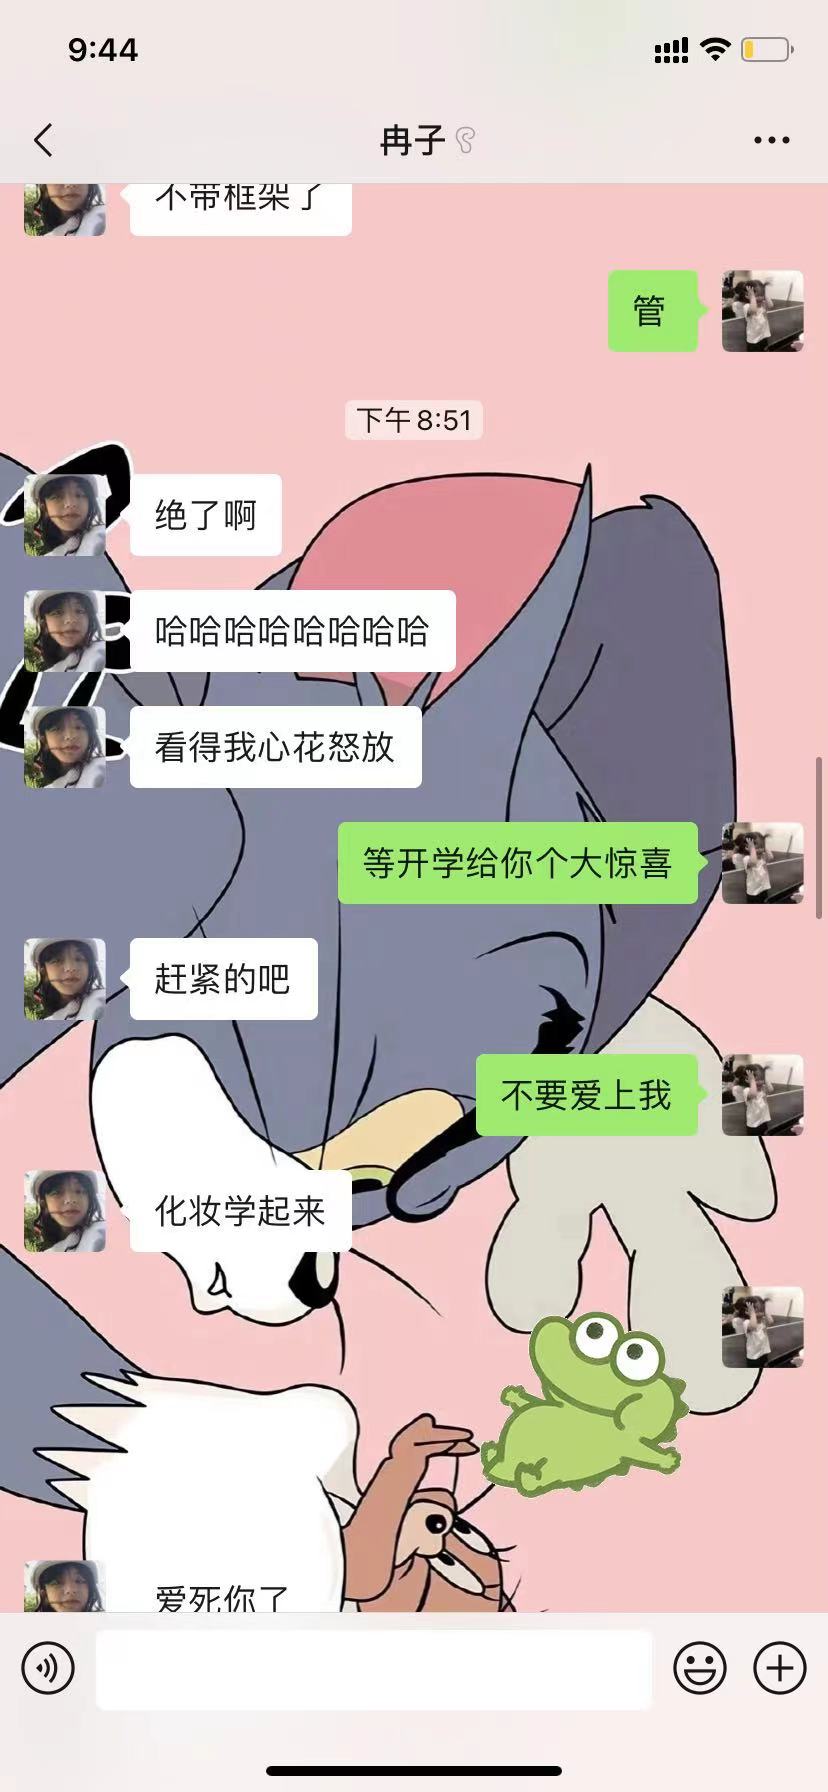 9:44
冉子
不带框架了
管
下午 8:51
绝了啊
哈哈哈哈哈哈哈哈
看得我心花怒放
等开学给你个大惊喜
赶紧的吧
不要爱上我
化妆学起来
爱死你了